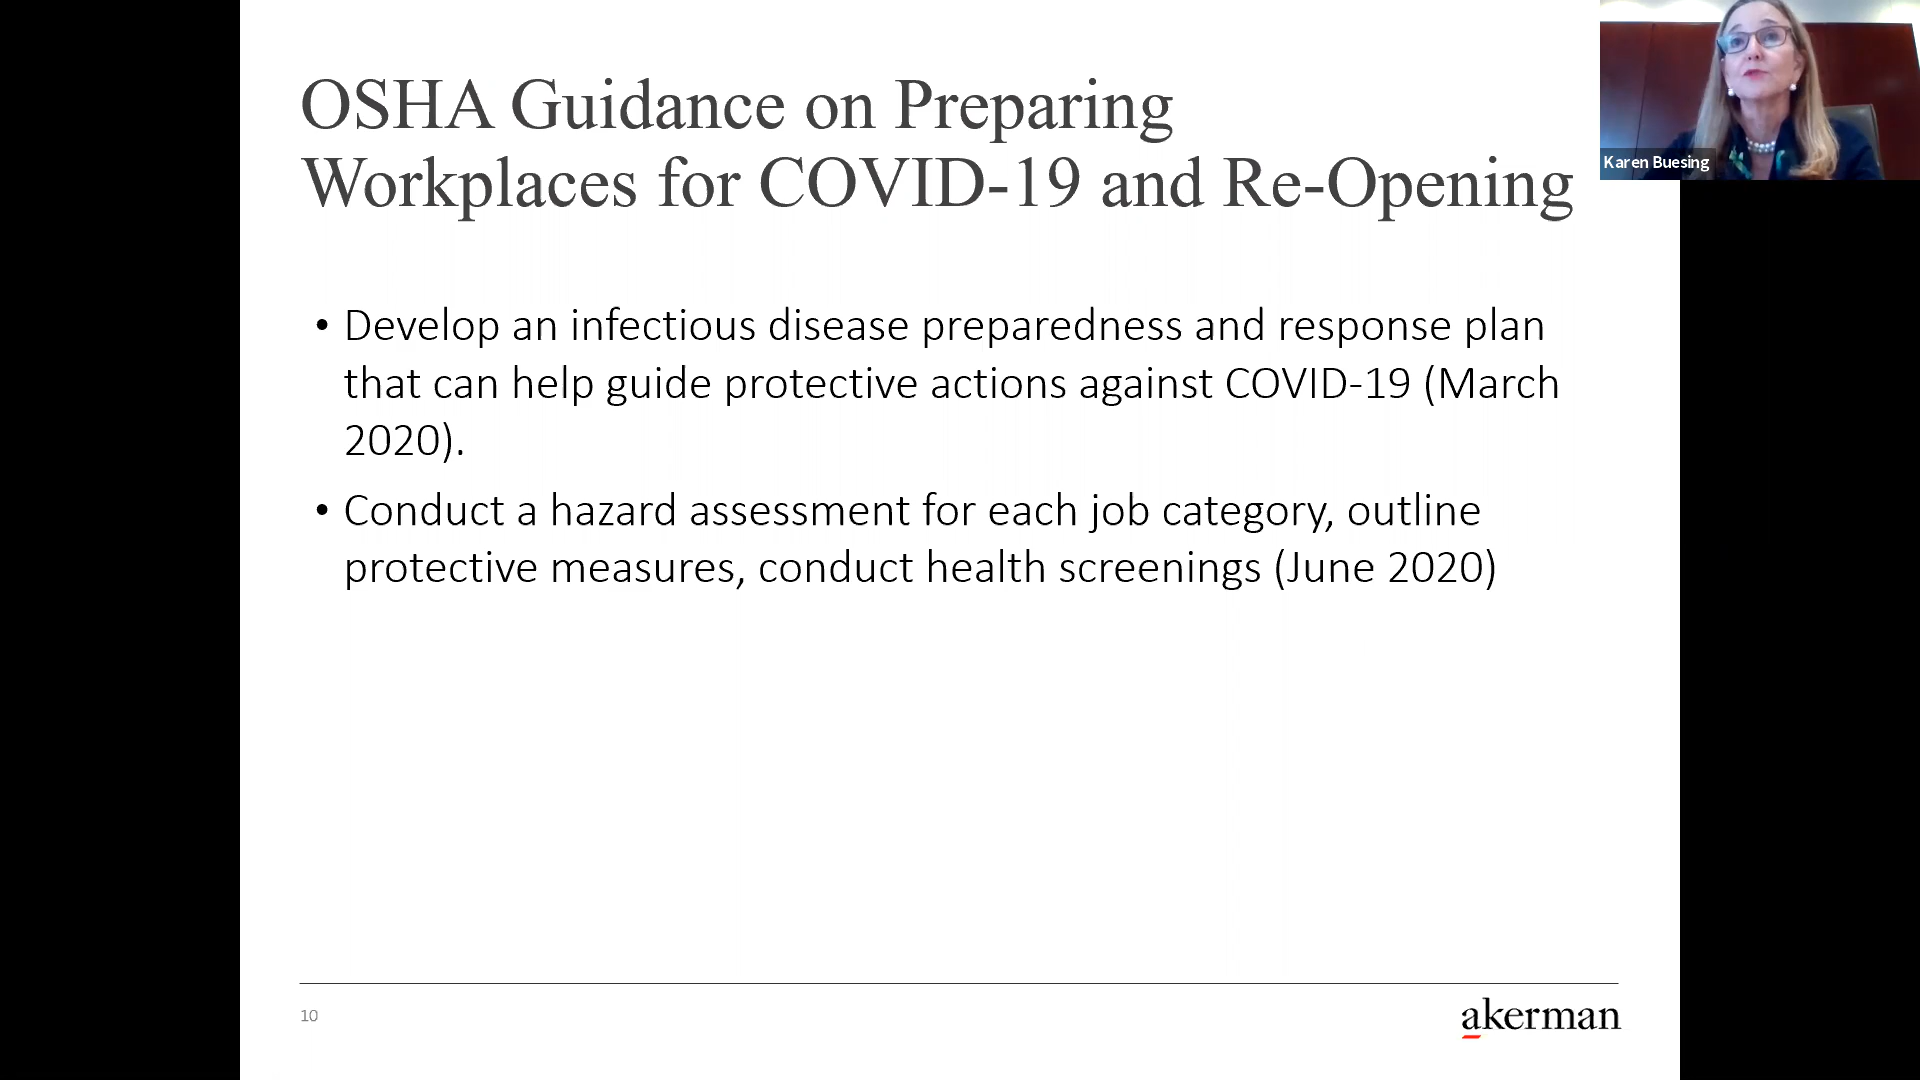 OSHA Guidance on Preparing
Workplaces for COVID-19 and Re-Opening
Karen Buesing
• Develop an infectious disease preparedness and response plan
that can help guide protective actions against COVID-19 (March
2020).
• Conduct a hazard assessment for each job category, outline
protective measures, conduct health screenings (June 2020)
10
akerman